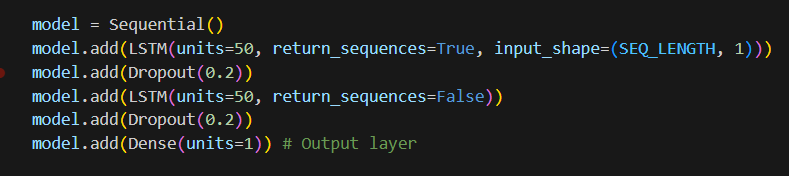 model = Sequential()
model.add(LSTM(units=50, return_sequences=True, input_shape=(SEQ_LENGTH, 1)))
model.add(Dropout(0.2))
model.add(LSTM(units=50, return_sequences=False))
model.add(Dropout(0.2))
model.add(Dense(units=1)) # Output layer